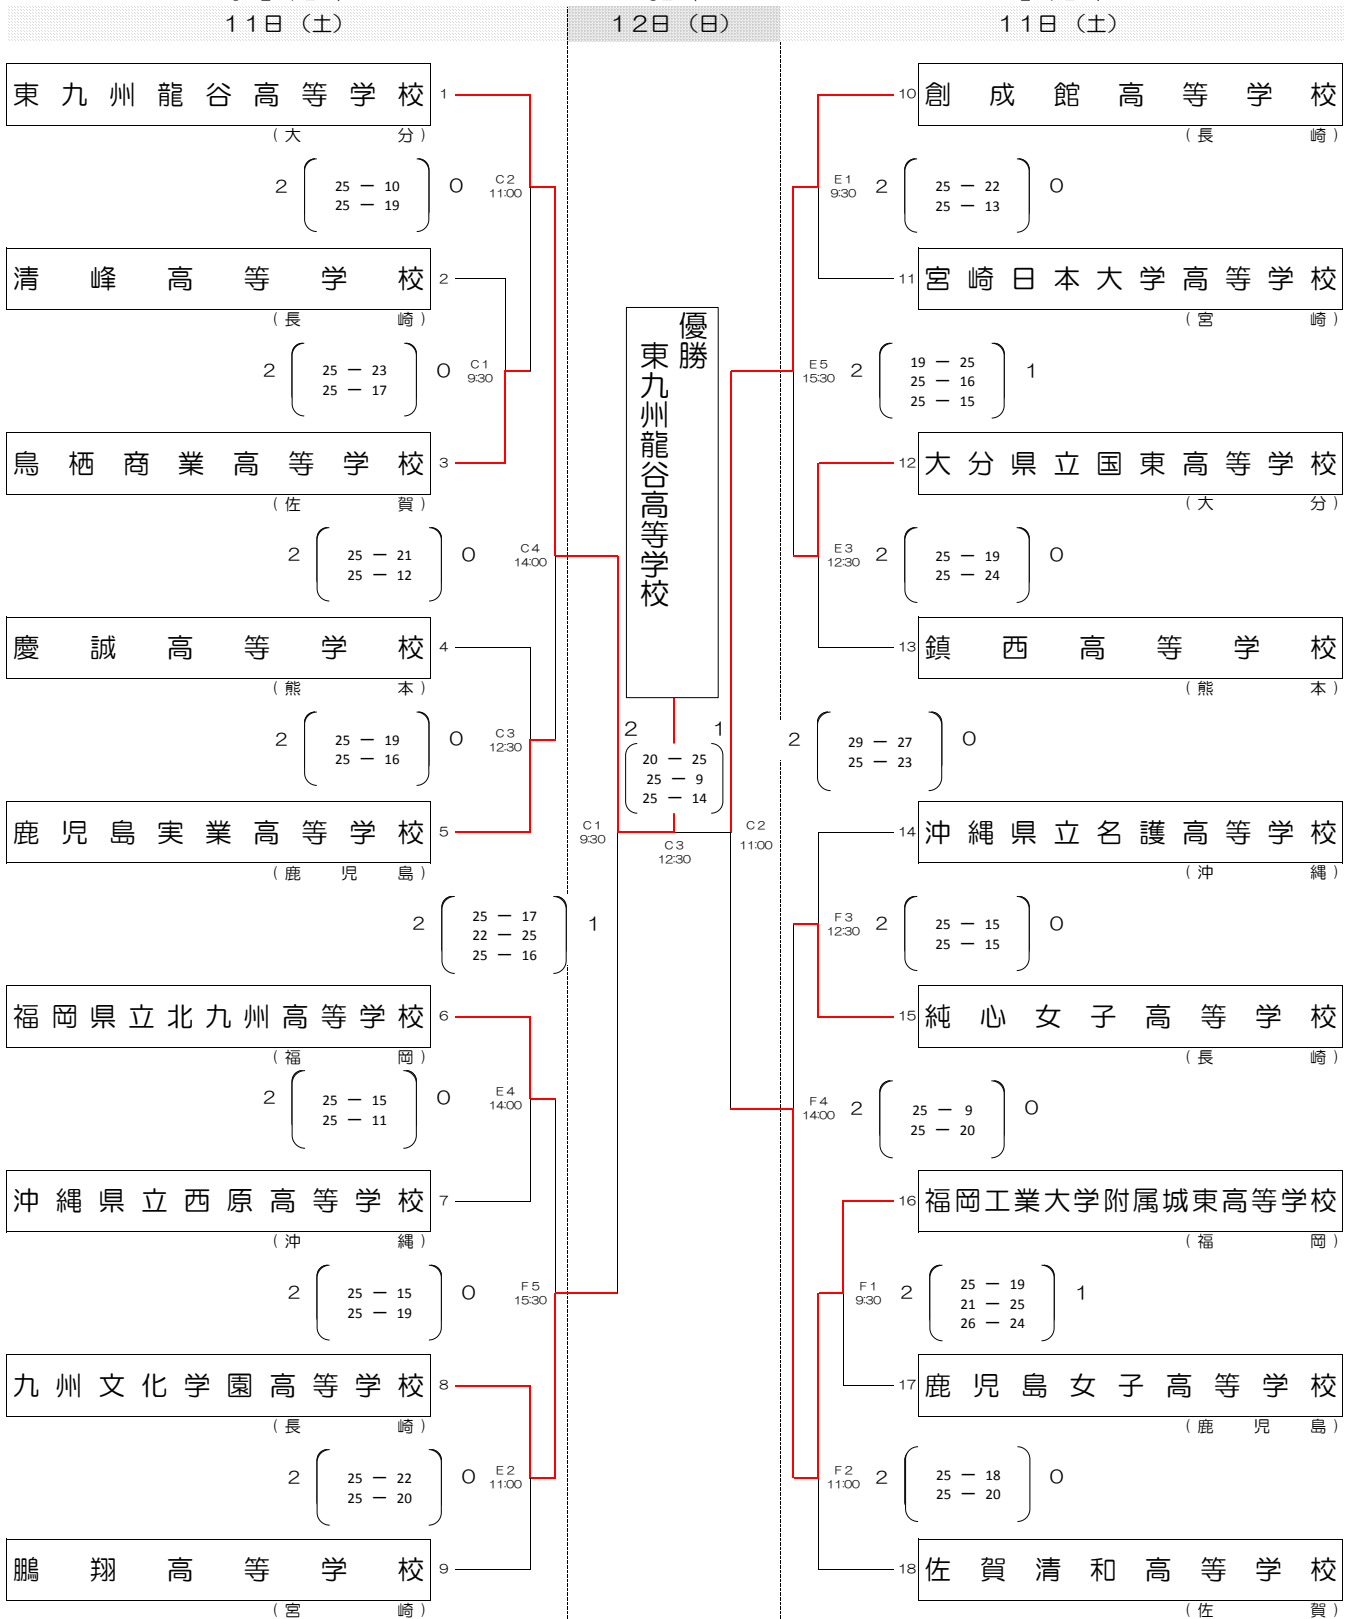 11日（土）
12日（日）
11日（土）
東九州龍谷高等学校 1
（大分）
2 25 － 10 0 C2
25 － 19 11:00
清峰高等学校 2
（長崎）
2 25 － 23 0 C1
25 － 17 9:30
鳥栖商業高等学校 3
（佐賀）
2 25 － 21 0 C4
25 － 12 14:00
慶誠高等学校 4
（熊本）
2 25 － 19 0 C3
25 － 16 12:30
鹿児島実業高等学校 5
（鹿児島）
2 25 － 17 1
22 － 25
25 － 16
C1
9:30
福岡県立北九州高等学校 6
（福岡）
2 25 － 15 0 E4
25 － 11 14:00
沖縄県立西原高等学校 7
（沖縄）
2 25 － 15 0 F5
25 － 19 15:30
九州文化学園高等学校 8
（長崎）
2 25 － 22 0 E2
25 － 20 11:00
鵬翔高等学校 9
（宮崎）
優勝
東九州龍谷高等学校
2 1
20 － 25
25 － 9
25 － 14
C3
12:30
C2
11:00
10 創成館高等学校
（長崎）
E1 2 25 － 22 0
9:30 25 － 13
11 宮崎日本大学高等学校
（宮崎）
E5 2 19 － 25 1
15:30 25 － 16
25 － 15
12 大分県立国東高等学校
（大分）
E3 2 25 － 19 0
12:30 25 － 24
13 鎮西高等学校
（熊本）
2 29 － 27 0
25 － 23
14 沖縄県立名護高等学校
（沖縄）
F3 2 25 － 15 0
12:30 25 － 15
15 純心女子高等学校
（長崎）
F4 2 25 － 9 0
14:00 25 － 20
16 福岡工業大学附属城東高等学校
（福岡）
F1 2 25 － 19 1
9:30 21 － 25
26 － 24
17 鹿児島女子高等学校
（鹿児島）
F2 2 25 － 18 0
11:00 25 － 20
18 佐賀清和高等学校
（佐賀）